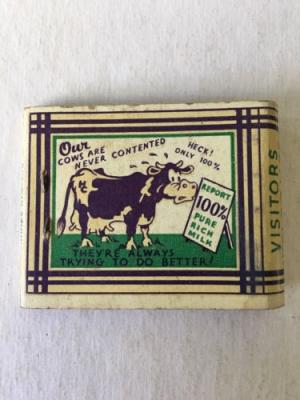 Our
COWS ARE
NEVER CONTENTED
HECK!
ONLY 100%
REPORT
100%
PURE
RICH
MILK
THEY'RE ALWAYS
TRYING TO DO BETTER!
VISITORS